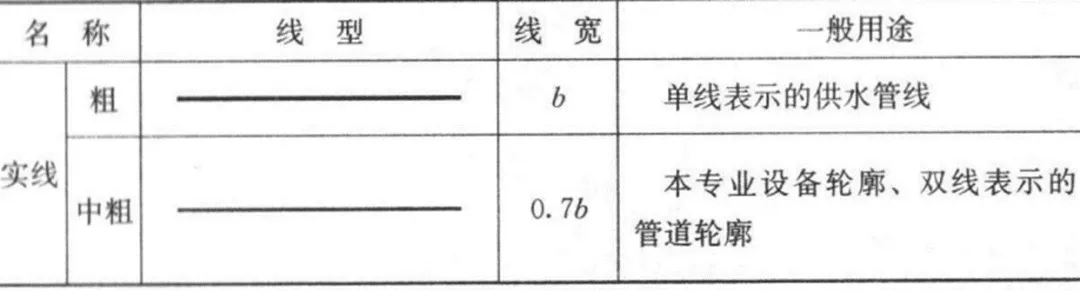 名 称 线 型 线 宽 一般用途
粗 b 单线表示的供水管线
实线
中粗 0.7b 本专业设备轮廓、双线表示的
管道轮廓